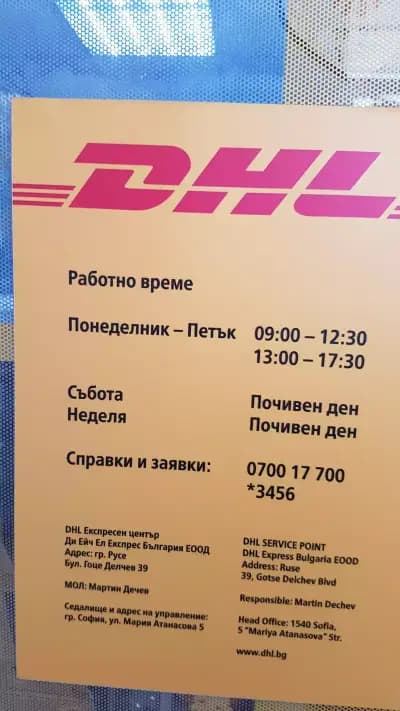 DHL
Работно време
Понеделник – Петък 09:00 – 12:30
13:00 – 17:30
Събота Почивен ден
Неделя Почивен ден
Справки и заявки: 0700 17 700
*3456
DHL Експресен център
Ди Ейч Ел Експрес България ЕООД
Адрес: гр. Русе
Бул. Гоце Делчев 39
МОЛ: Мартин Дечев
Седалище и адрес на управление:
гр. София, ул. Мария Атанасова 5
DHL SERVICE POINT
DHL Express Bulgaria EOOD
Address: Ruse
39, Gotse Delchev Blvd
Responsible: Martin Dechev
Head Office: 1540 Sofia,
5 "Mariya Atanasova" Str.
www.dhl.bg